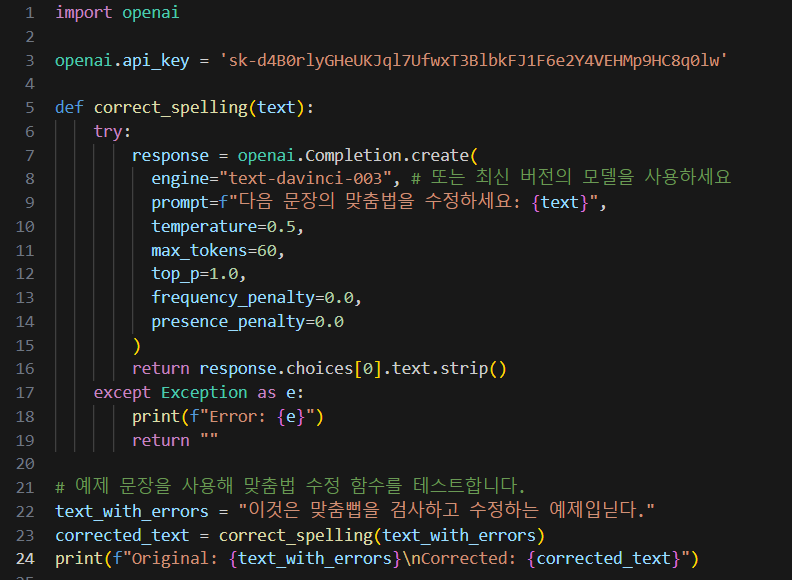 1 import openai
2
3 openai.api_key = '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'
4
5 def correct_spelling(text):
6 try:
7 response = openai.Completion.create(
8 engine="text-davinci-003", # 또는 최신 버전의 모델을 사용하세요
9 prompt=f"다음 문장의 맞춤법을 수정하세요: {text}",
10 temperature=0.5,
11 max_tokens=60,
12 top_p=1.0,
13 frequency_penalty=0.0,
14 presence_penalty=0.0
15 )
16 return response.choices[0].text.strip()
17 except Exception as e:
18 print(f"Error: {e}")
19 return ""
20
21 # 예제 문장을 사용해 맞춤법 수정 함수를 테스트합니다.
22 text_with_errors = "이것은 맞춤뻡을 검사하고 수정하는 예제입닏다."
23 corrected_text = correct_spelling(text_with_errors)
24 print(f"Original: {text_with_errors}\nCorrected: {corrected_text}")